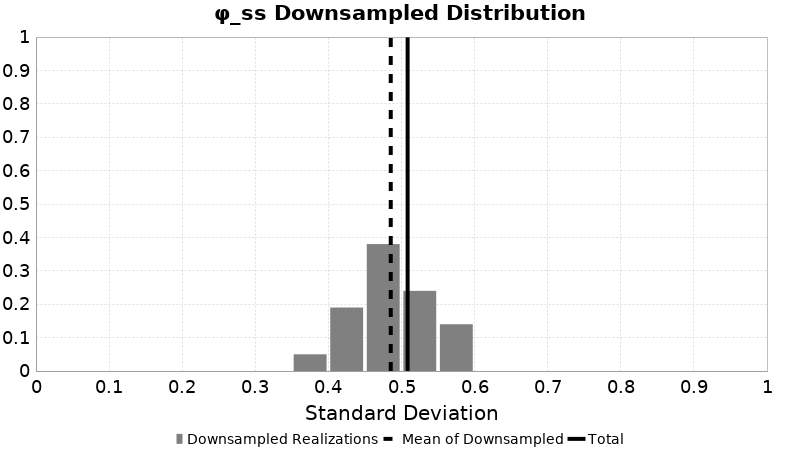 φ_ss Downsampled Distribution
1
0.9
0.8
0.7
0.6
0.5
0.4
0.3
0.2
0.1
0
0 0.1 0.2 0.3 0.4 0.5 0.6 0.7 0.8 0.9 1
Standard Deviation
Downsampled Realizations Mean of Downsampled Total